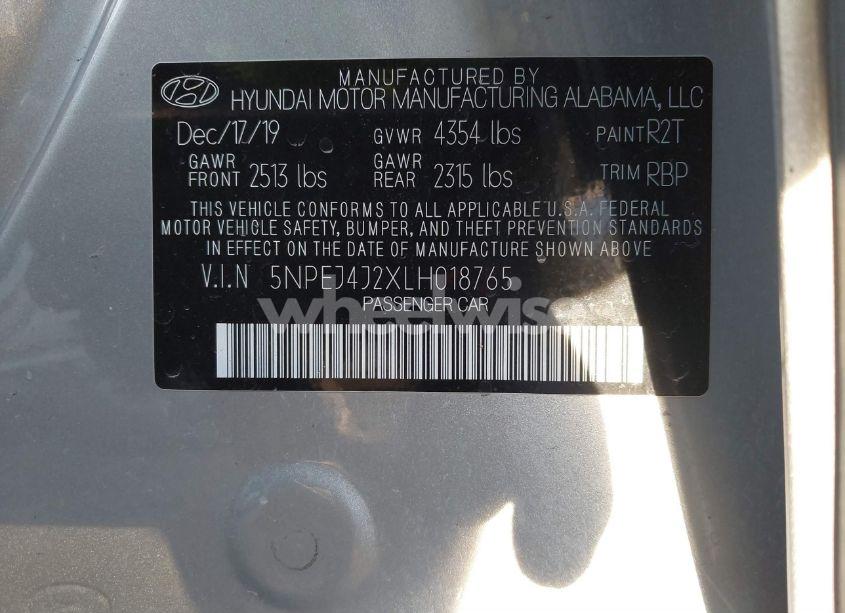 MANUFACTURED BY
HYUNDAI MOTOR MANUFACTURING ALABAMA, LLC
Dec/17/19 GVWR 4354 lbs PAINT R2T
GAWR FRONT 2513 lbs GAWR REAR 2315 lbs TRIM RBP
THIS VEHICLE CONFORMS TO ALL APPLICABLE U.S.A. FEDERAL
MOTOR VEHICLE SAFETY, BUMPER, AND THEFT PREVENTION STANDARDS
IN EFFECT ON THE DATE OF MANUFACTURE SHOWN ABOVE
V.I.N 5NPEJ4J2XLH018765
wheelwise
PASSENGER CAR